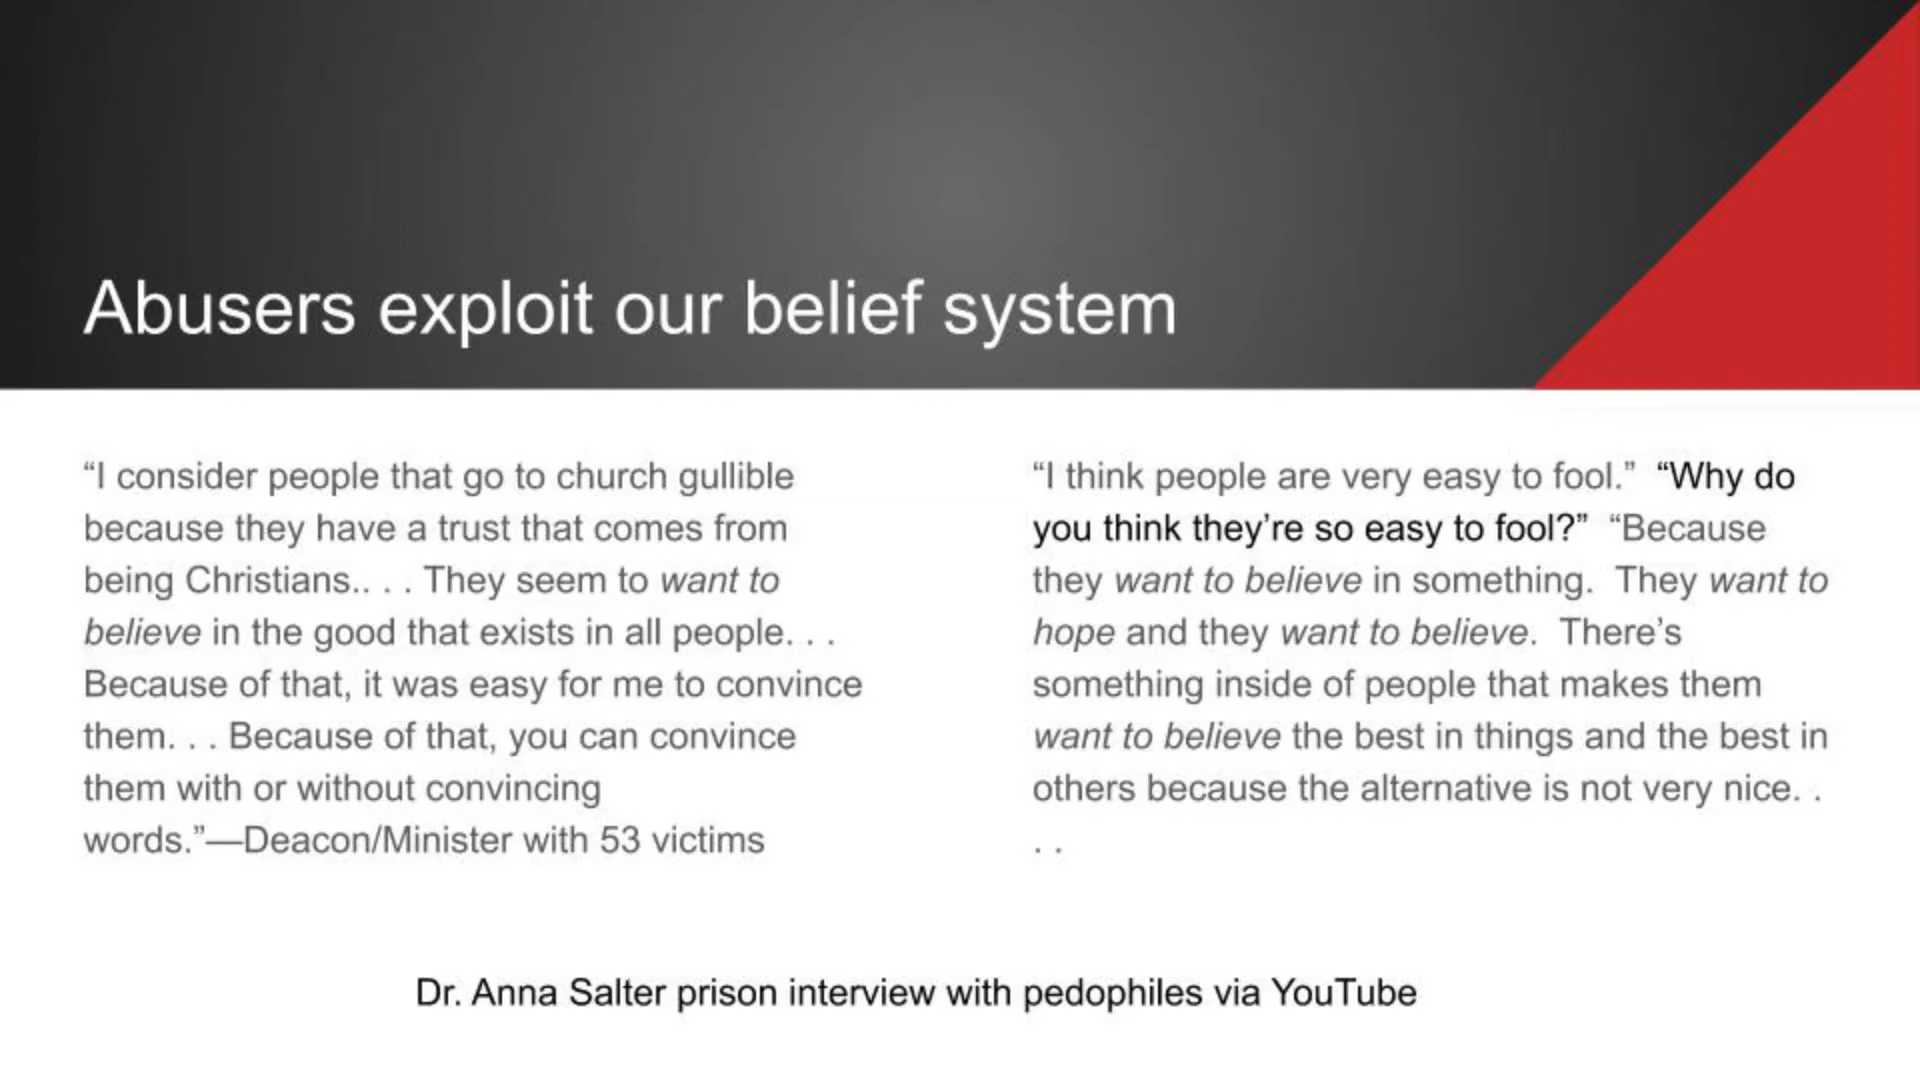 Abusers exploit our belief system
“I consider people that go to church gullible
because they have a trust that comes from
being Christians.. . . They seem to want to
believe in the good that exists in all people. . .
Because of that, it was easy for me to convince
them. . . Because of that, you can convince
them with or without convincing
words.”—Deacon/Minister with 53 victims
“I think people are very easy to fool.”  “Why do
you think they’re so easy to fool?”  “Because
they want to believe in something.  They want to
hope and they want to believe.  There’s
something inside of people that makes them
want to believe the best in things and the best in
others because the alternative is not very nice. .
. .
Dr. Anna Salter prison interview with pedophiles via YouTube